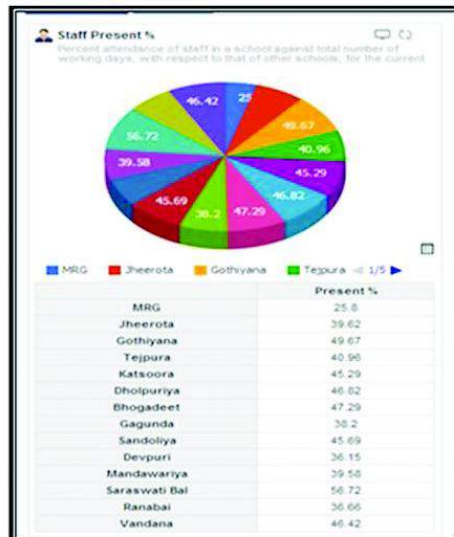 Staff Present %
Percent attendance of staff in a school against total number of
working days, with respect to that of other schools, for the current
46.42
25
49.67
40.96
45.29
46.82
47.29
38.2
45.69
39.58
56.72
MRG Jheerota Gothiyana Tejpura 1/5
Present %
MRG 25.8
Jheerota 39.62
Gothiyana 49.67
Tejpura 40.96
Katsoora 45.29
Dholpuriya 46.82
Bhogadeet 47.29
Gagunda 38.2
Sandoliya 45.69
Devpuri 36.15
Mandawariya 39.58
Saraswati Bal 56.72
Ranabai 36.66
Vandana 46.42